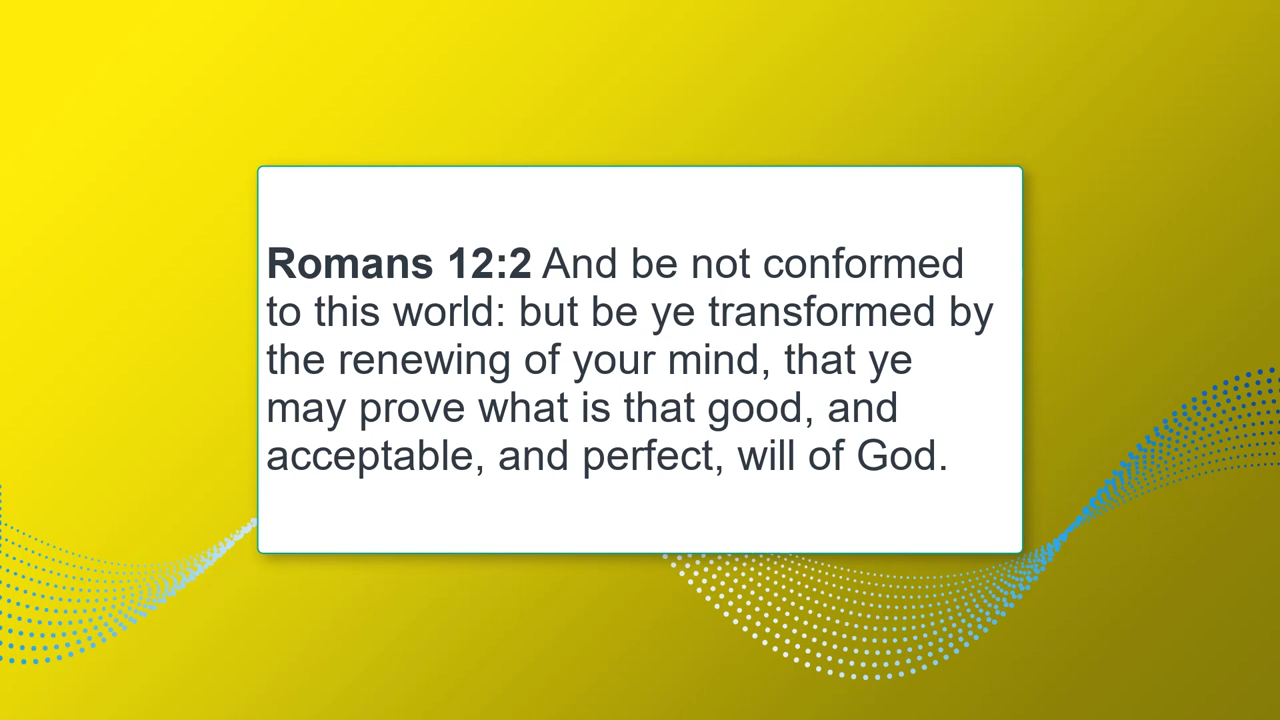 Romans 12:2 And be not conformed
to this world: but be ye transformed by
the renewing of your mind, that ye
may prove what is that good, and
acceptable, and perfect, will of God.